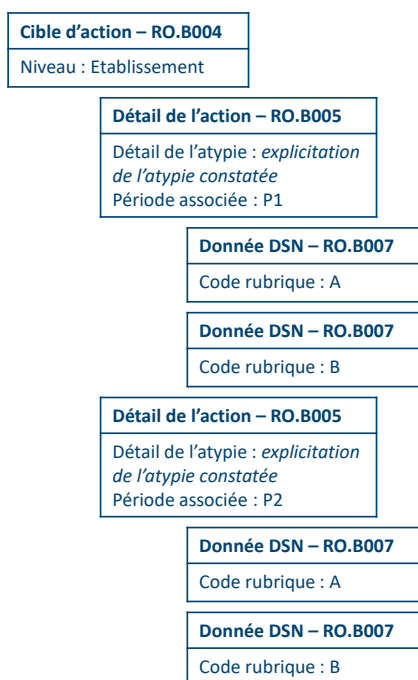 Cible d’action – RO.B004
Niveau : Etablissement
Détail de l’action – RO.B005
Détail de l’atypie : explicitation
de l’atypie constatée
Période associée : P1
Donnée DSN – RO.B007
Code rubrique : A
Donnée DSN – RO.B007
Code rubrique : B
Détail de l’action – RO.B005
Détail de l’atypie : explicitation
de l’atypie constatée
Période associée : P2
Donnée DSN – RO.B007
Code rubrique : A
Donnée DSN – RO.B007
Code rubrique : B